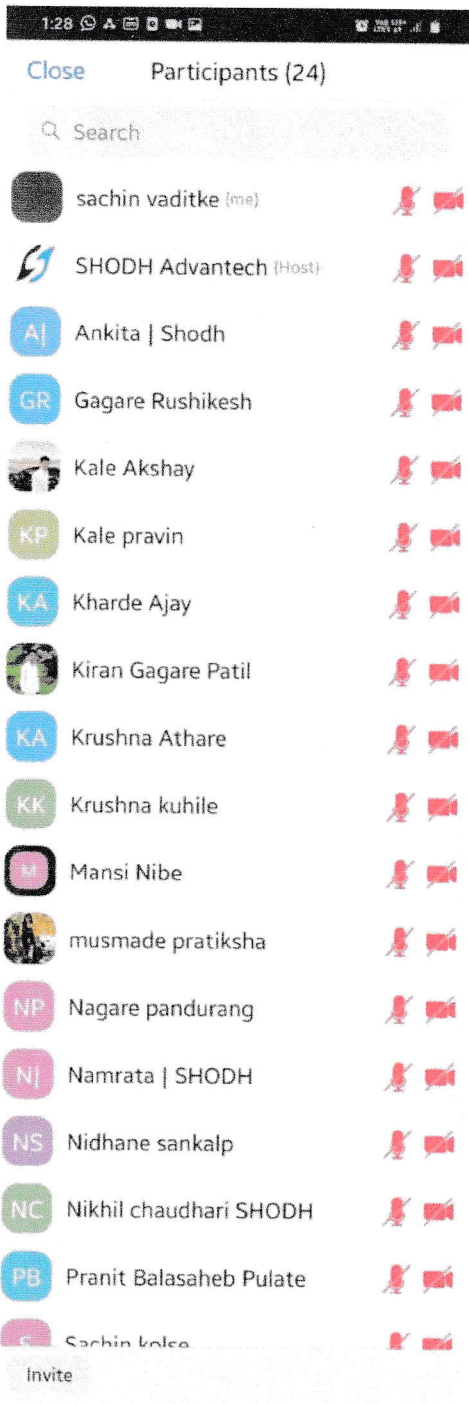 1:28
Close Participants (24)
Search
sachin vaditke (me)
SHODH Advantech (Host)
A| Ankita | Shodh
GR Gagare Rushikesh
Kale Akshay
KP Kale pravin
KA Kharde Ajay
Kiran Gagare Patil
KA Krushna Athare
KK Krushna kuhile
M Mansi Nibe
musmade pratiksha
NP Nagare pandurang
N| Namrata | SHODH
NS Nidhane sankalp
NC Nikhil chaudhari SHODH
PB Pranit Balasaheb Pulate
S Sachin kolse
Invite